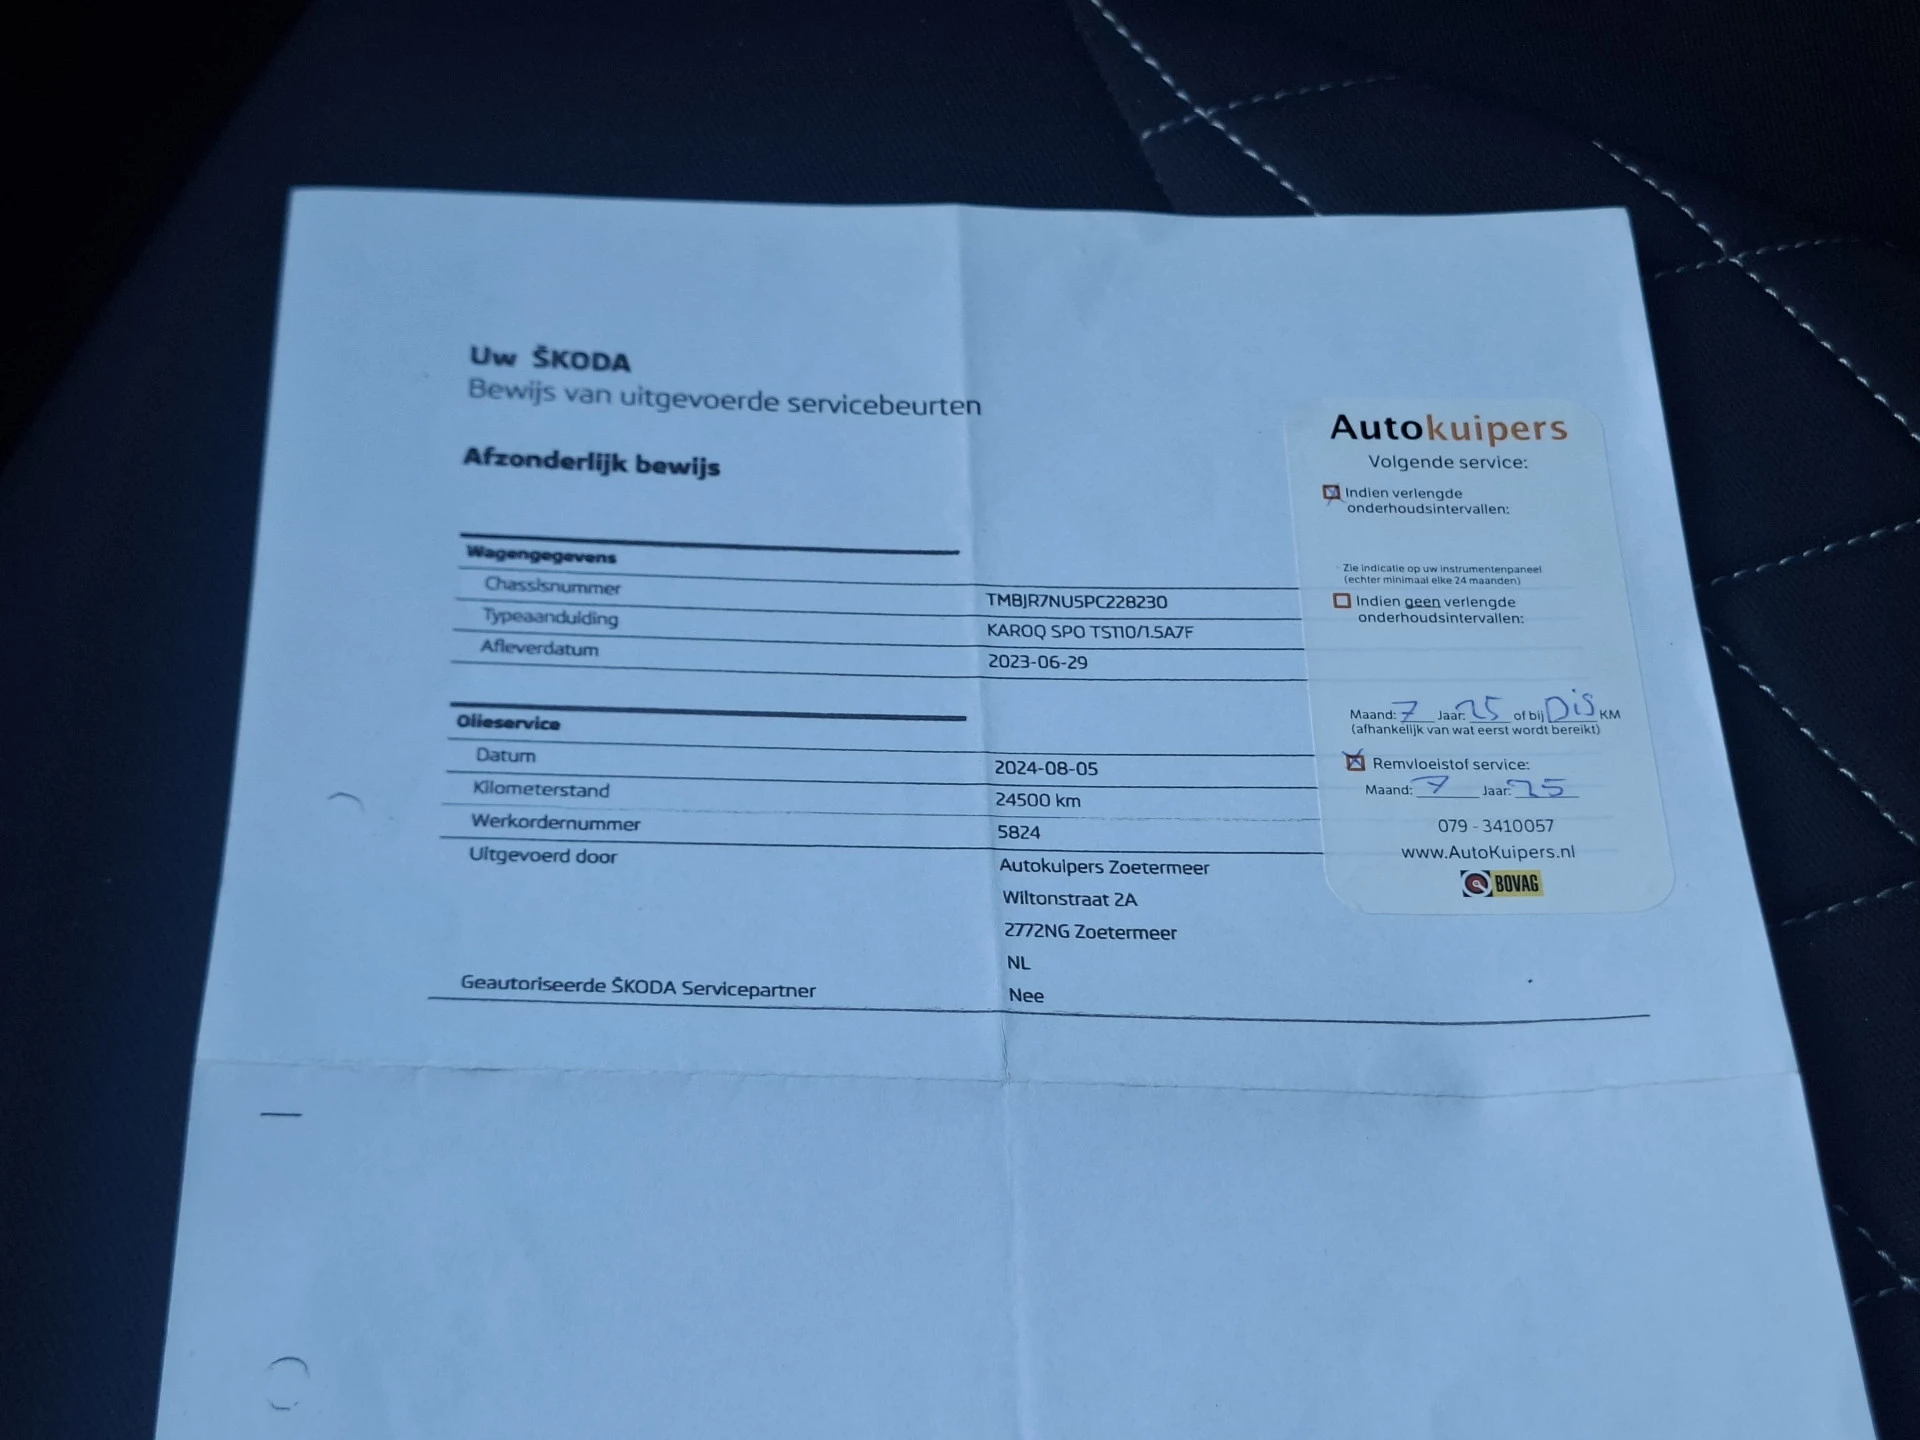 Uw ŠKODA
Bewijs van uitgevoerde servicebeurten
Afzonderlijk bewijs
Wagengegevens
Chassisnummer TMBJR7NU5PC228230
Typeaanduiding KAROQ SPO TS110/1.5A7F
Afleverdatum 2023-06-29
Olieservice
Datum 2024-08-05
Kilometerstand 24500 km
Werkordernummer 5824
Uitgevoerd door Autokuipers Zoetermeer
Wiltonstraat 2A
2772NG Zoetermeer
NL
Geautoriseerde ŠKODA Servicepartner Nee
Autokuipers
Volgende service:
Indien verlengde
onderhoudsintervallen:
Zie indicatie op uw instrumentenpaneel
(echter minimaal elke 24 maanden)
Indien geen verlengde
onderhoudsintervallen:
Maand: 7 Jaar: 25 of bij Dis KM
(afhankelijk van wat eerst wordt bereikt)
Remvloeistof service:
Maand: 7 Jaar: 25
079 - 3410057
www.AutoKuipers.nl
BOVAG